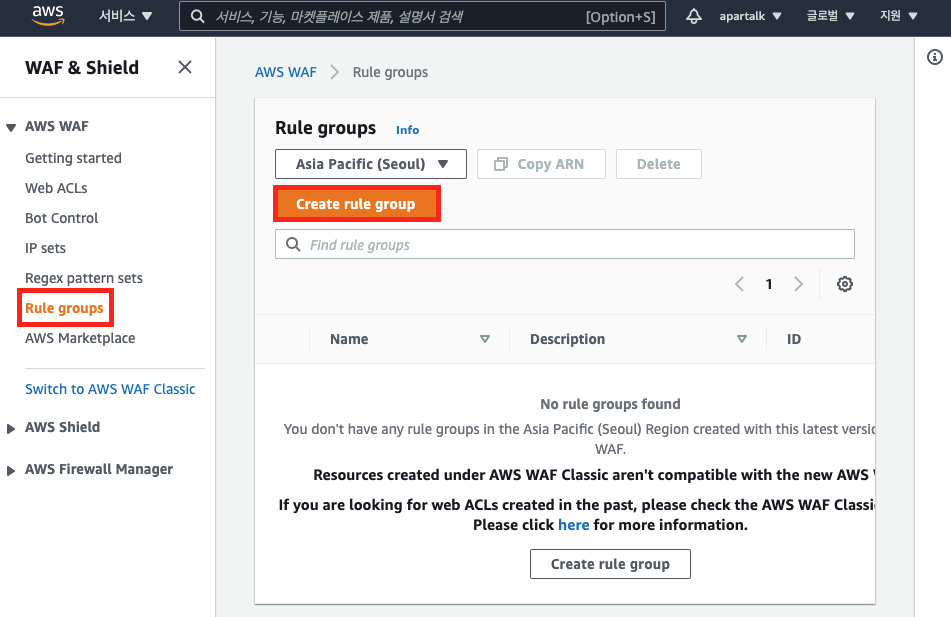 aws 서비스 ▼ 서비스, 기능, 마켓플레이스 제품, 설명서 검색 [Option+S] apartalk ▼ 글로벌 ▼ 지원 ▼
WAF & Shield
AWS WAF
Getting started
Web ACLs
Bot Control
IP sets
Regex pattern sets
Rule groups
AWS Marketplace
Switch to AWS WAF Classic
AWS Shield
AWS Firewall Manager
AWS WAF > Rule groups
Rule groups Info
Asia Pacific (Seoul) ▼ Copy ARN Delete
Create rule group
Find rule groups
1
Name Description ID
No rule groups found
You don't have any rule groups in the Asia Pacific (Seoul) Region created with this latest
WAF.
Resources created under AWS WAF Classic aren't compatible with the new AWS
If you are looking for web ACLs created in the past, please check the AWS WAF
Please click here for more information.
Create rule group